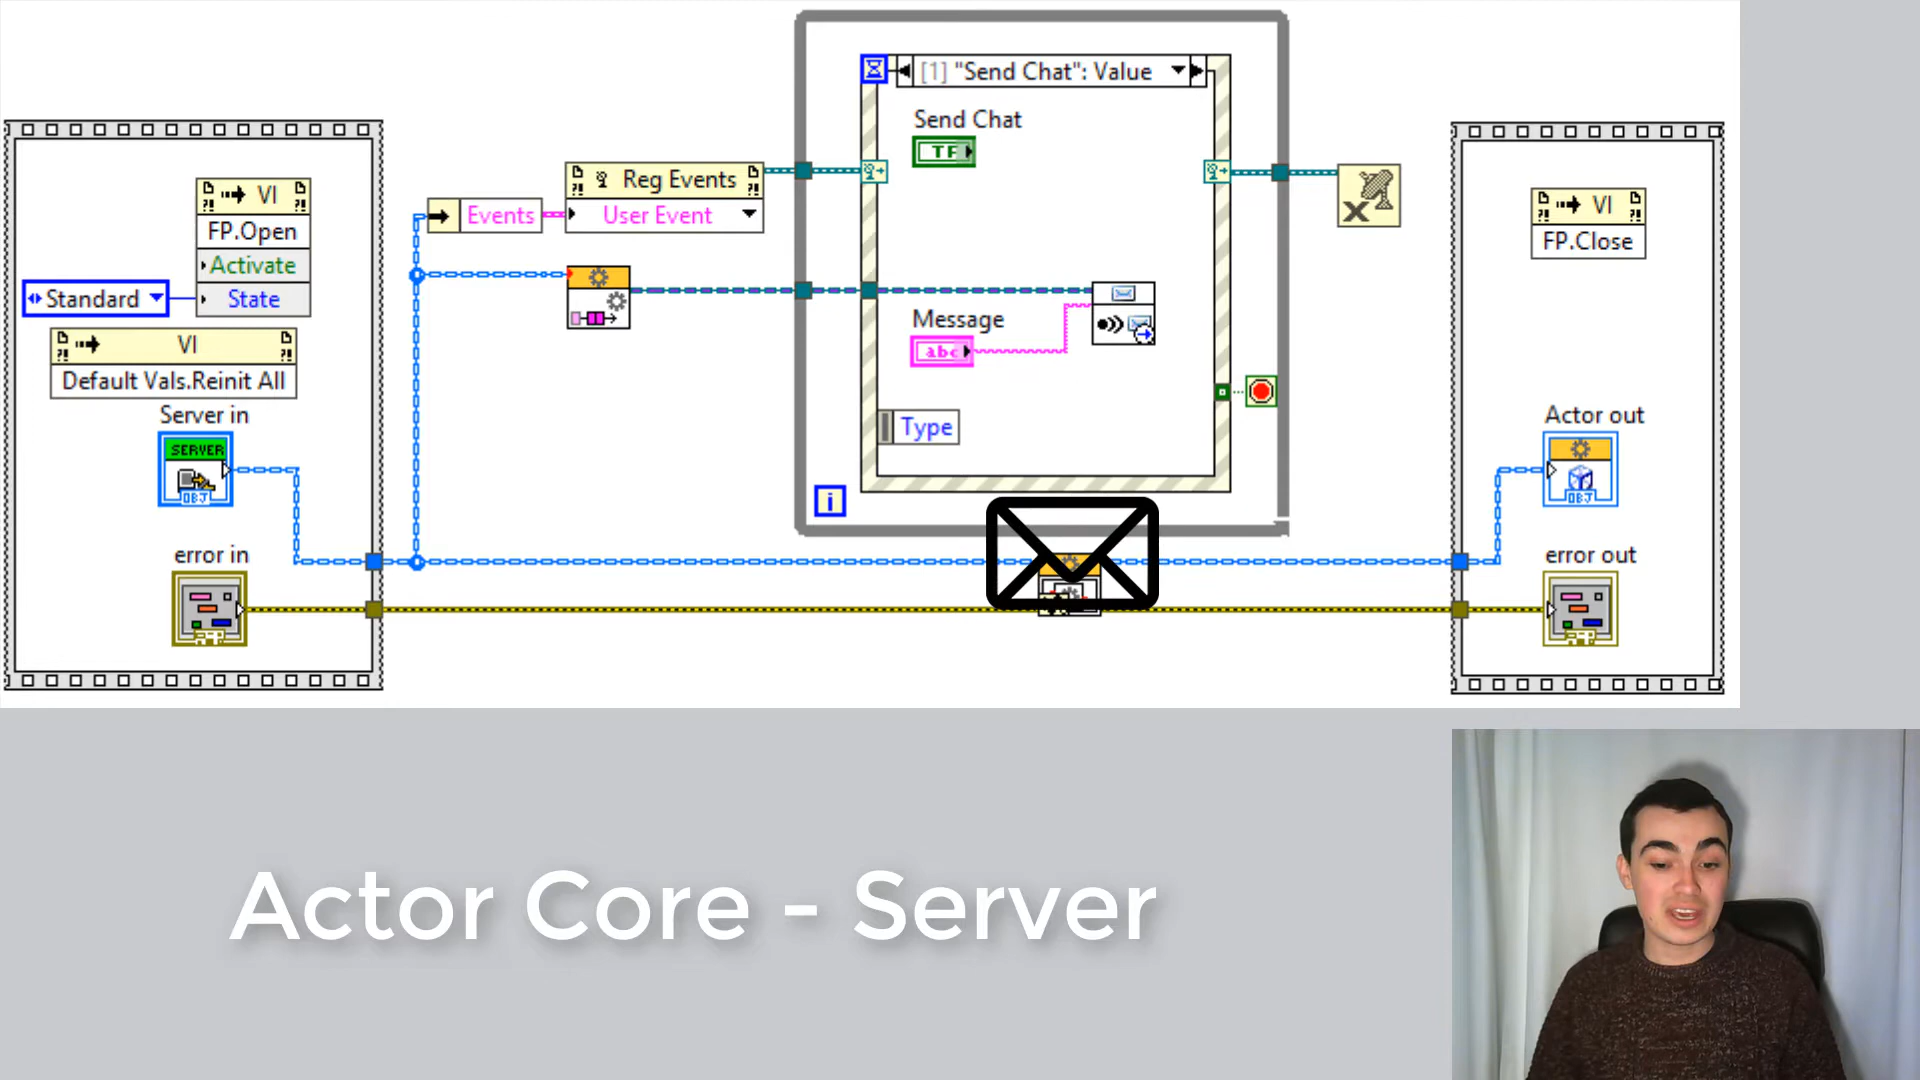 [1] "Send Chat": Value
Send Chat
TF
VI
FP.Open
Activate
State
Standard
VI
Default Vals.Reinit All
Server in
SERVER
OBJ
error in
Reg Events
Events
User Event
Message
abc
Type
i
VI
FP.Close
Actor out
OBJ
error out
Actor Core - Server